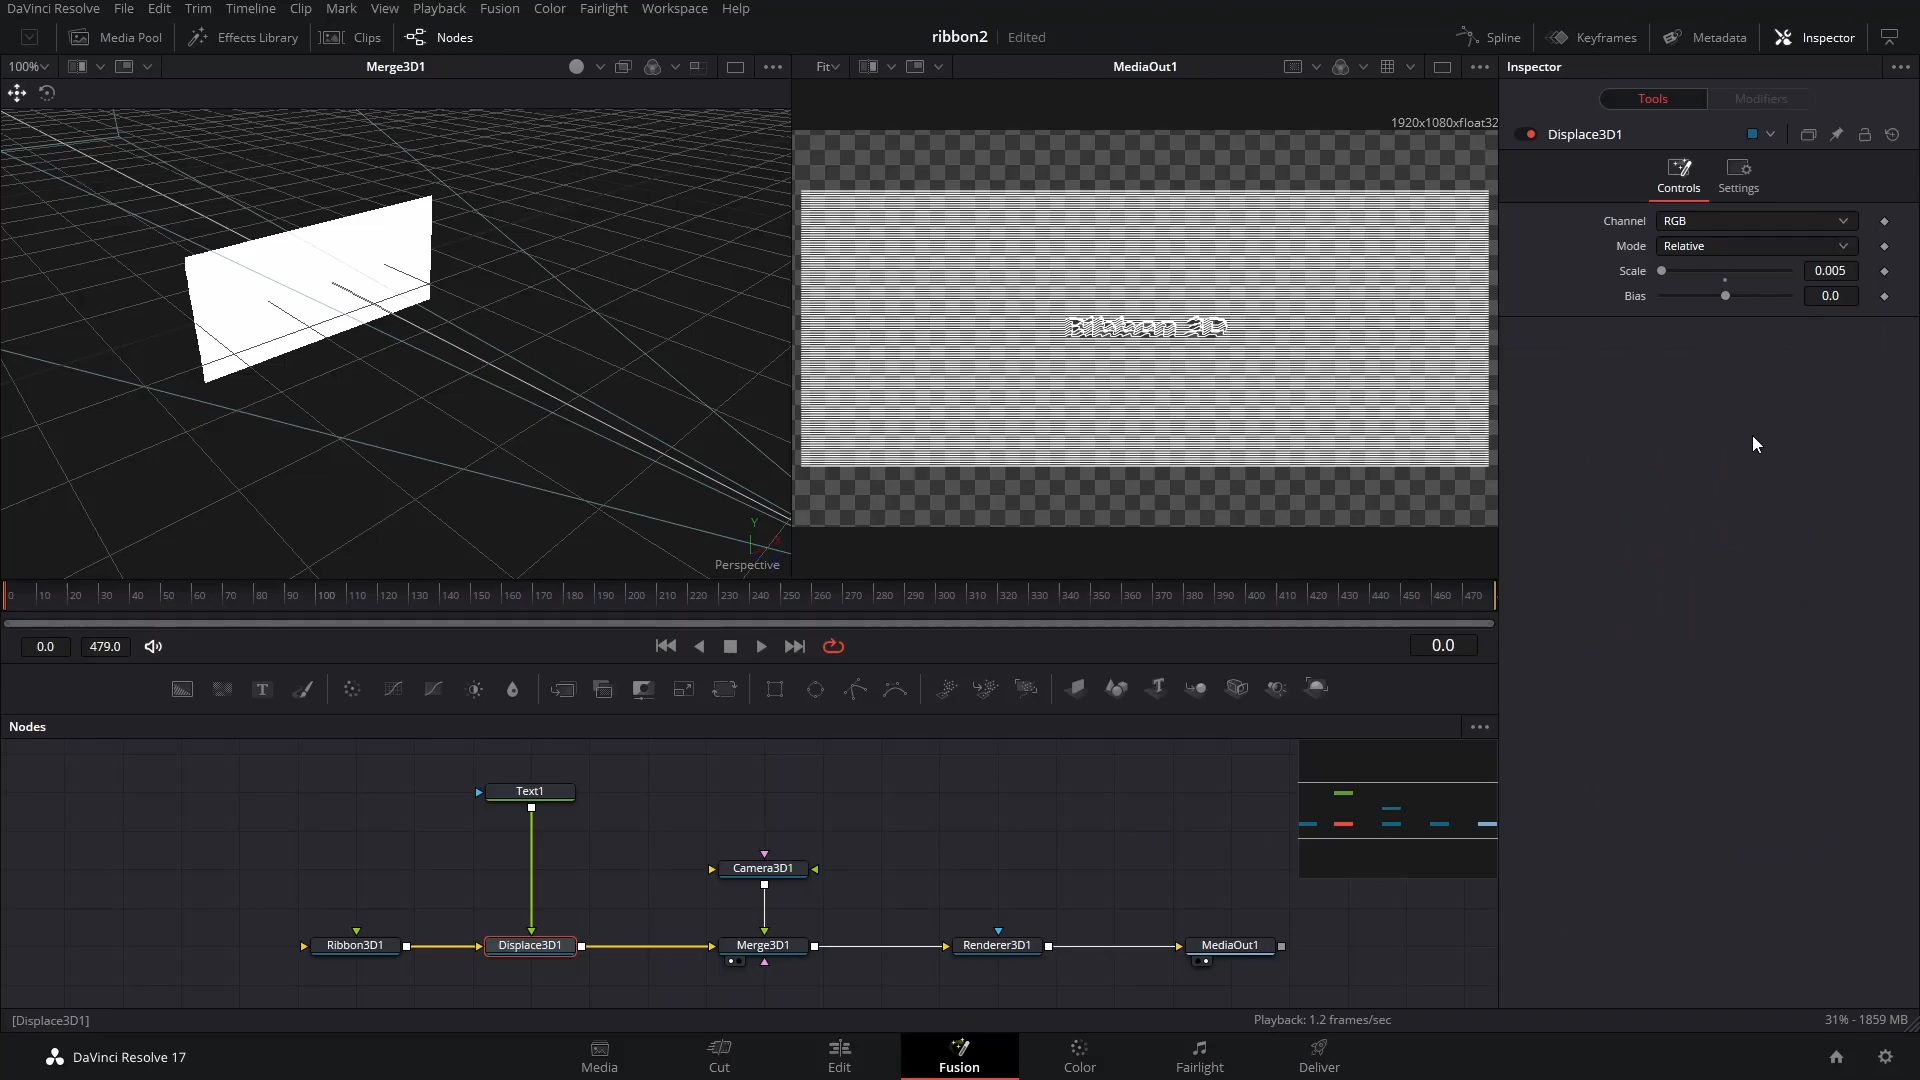 DaVinci Resolve File Edit Trim Timeline Clip Mark View Playback Fusion Color Fairlight Workspace Help
Media Pool Effects Library Clips Nodes ribbon2 Edited Spline Keyframes Metadata Inspector
100% Merge3D1 Fit MediaOut1 Inspector
Tools Modifiers
1920x1080xfloat32
Displace3D1
Controls Settings
Channel RGB
Mode Relative
Scale 0.005
Bias 0.0
Ribbon 3D
Y
X
Perspective
0 10 20 30 40 50 60 70 80 90 100 110 120 130 140 150 160 170 180 190 200 210 220 230 240 250 260 270 280 290 300 310 320 330 340 350 360 370 380 390 400 410 420 430 440 450 460 470
0.0 479.0 0.0
T T
Nodes
Text1
Camera3D1
Ribbon3D1 Displace3D1 Merge3D1 Renderer3D1 MediaOut1
[Displace3D1] Playback: 1.2 frames/sec 31% - 1859 MB
DaVinci Resolve 17 Media Cut Edit Fusion Color Fairlight Deliver